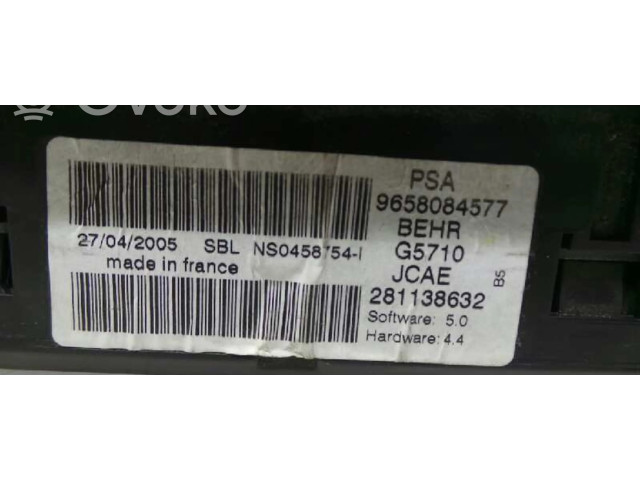 OVOKO
PSA
9658084577
BEHR
G5710
JCAE
281138632
Software: 5.0
Hardware: 4.4
B5
27/04/2005 SBL NS0458754-I
made in france